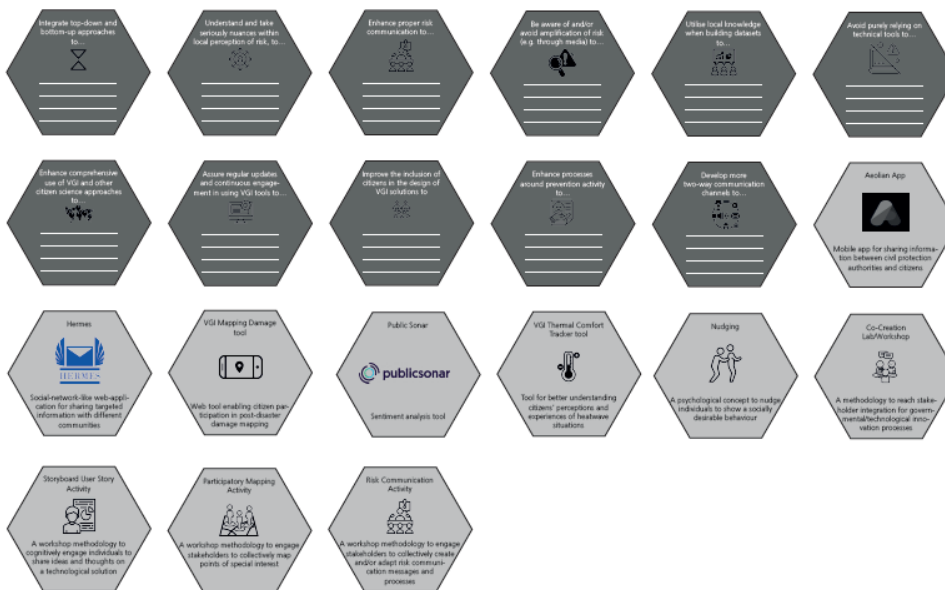 Integrate top-down and
bottom-up approaches
to...
Understand and take
seriously nuances within
local perception of risk, to...
Enhance proper risk
communication to...
Be aware of and/or
avoid amplification of risk
(e.g. through media) to...
Utilise local knowledge
when building datasets
to...
Avoid purely relying on
technical tools to...
Enhance comprehensive
use of VGI and other
citizen science approaches
to...
Assure regular updates
and continuous engage-
ment in using VGI tools to...
Improve the inclusion of
citizens in the design of
VGI solutions to
Enhance processes
around prevention activity
to...
Develop more
two-way communication
channels to...
Aeolian App
Mobile app for sharing informa-
tion between civil protection
authorities and citizens
Hermes
HERMES
Social-network-like web-appli-
cation for sharing targeted
information with different
communities
VGI Mapping Damage
tool
Web tool enabling citizen par-
ticipation in post-disaster
damage mapping
Public Sonar
publicsonar
Sentiment analysis tool
VGI Thermal Comfort
Tracker tool
Tool for better understanding
citizens' perceptions and
experiences of heatwave
situations
Nudging
A psychological concept to nudge
individuals to show a socially
desirable behaviour
Co-Creation
Lab/Workshop
A methodology to reach stake-
holder integration for govern-
mental/technological inno-
vation processes
Storyboard User Story
Activity
A workshop methodology to
cognitively engage individuals to
share ideas and thoughts on
a technological solution
Participatory Mapping
Activity
A workshop methodology to engage
stakeholders to collectively map
points of special interest
Risk Communication
Activity
A workshop methodology to engage
stakeholders to collectively create
and/or adapt risk communi-
cation messages and
processes